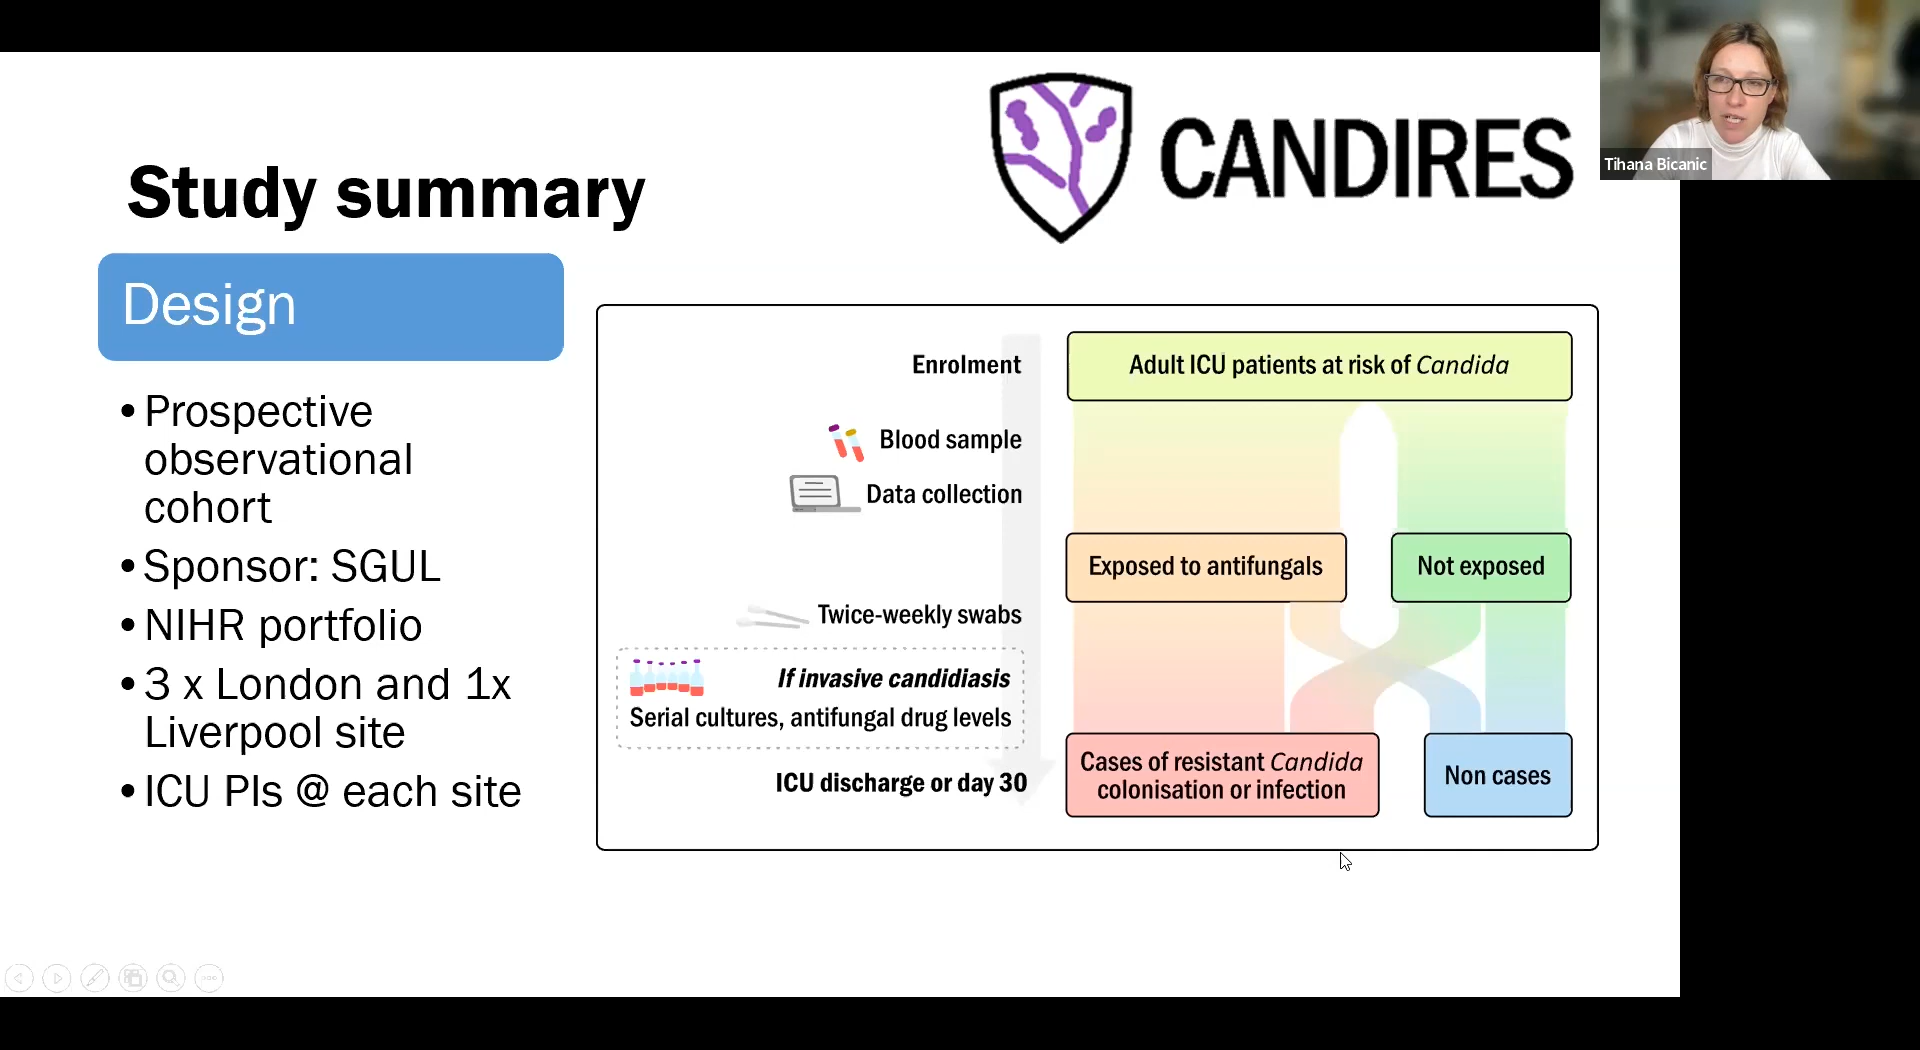 CANDIRES
Tihana Bicanic
Study summary
Design
• Prospective
observational
cohort
• Sponsor: SGUL
• NIHR portfolio
• 3 x London and 1x
Liverpool site
• ICU PIs @ each site
Enrolment
Adult ICU patients at risk of Candida
Blood sample
Data collection
Exposed to antifungals
Not exposed
Twice-weekly swabs
If invasive candidiasis
Serial cultures, antifungal drug levels
ICU discharge or day 30
Cases of resistant Candida
colonisation or infection
Non cases